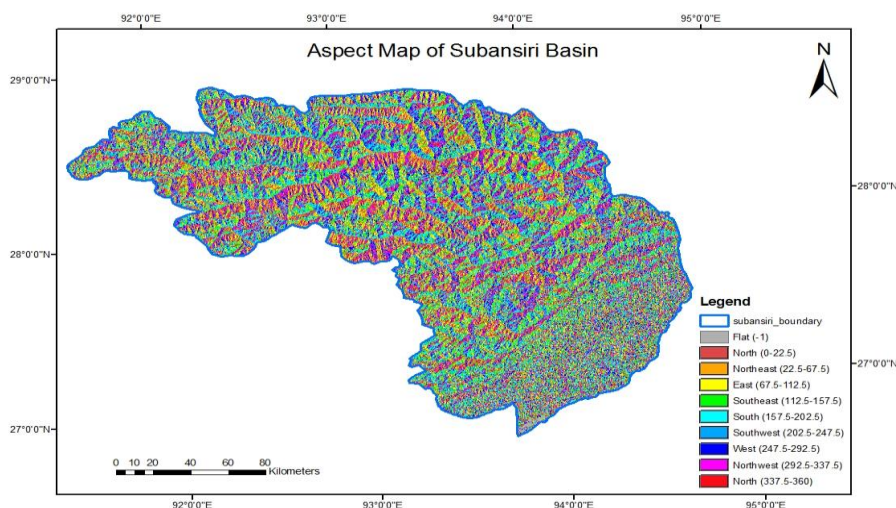 92°0'0"E 93°0'0"E 94°0'0"E 95°0'0"E
Aspect Map of Subansiri Basin
N
29°0'0"N
28°0'0"N
28°0'0"N
27°0'0"N
27°0'0"N
Legend
subansiri_boundary
Flat (-1)
North (0-22.5)
Northeast (22.5-67.5)
East (67.5-112.5)
Southeast (112.5-157.5)
South (157.5-202.5)
Southwest (202.5-247.5)
West (247.5-292.5)
Northwest (292.5-337.5)
North (337.5-360)
0 10 20 40 60 80
Kilometers
92°0'0"E 93°0'0"E 94°0'0"E 95°0'0"E